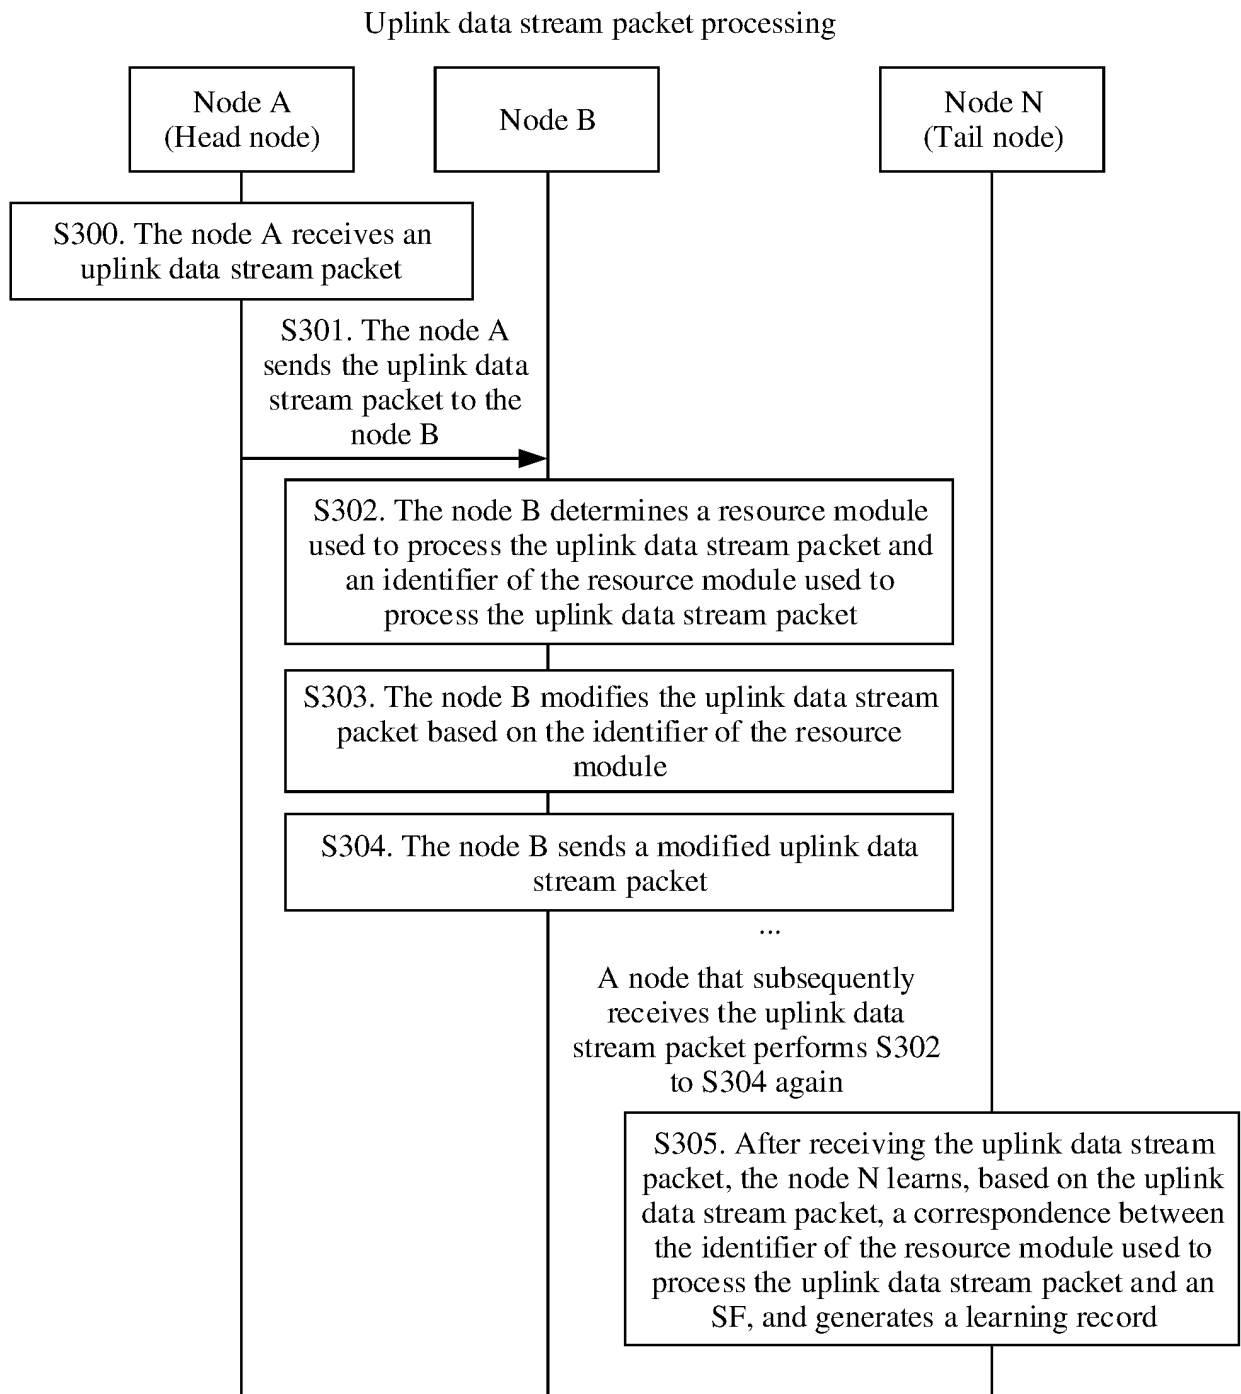 Uplink data stream packet processing
Node A
(Head node)
Node B
Node N
(Tail node)
S300. The node A receives an
uplink data stream packet
S301. The node A
sends the uplink data
stream packet to the
node B
S302. The node B determines a resource module
used to process the uplink data stream packet and
an identifier of the resource module used to
process the uplink data stream packet
S303. The node B modifies the uplink data stream
packet based on the identifier of the resource
module
S304. The node B sends a modified uplink data
stream packet
...
A node that subsequently
receives the uplink data
stream packet performs S302
to S304 again
S305. After receiving the uplink data stream
packet, the node N learns, based on the uplink
data stream packet, a correspondence between
the identifier of the resource module used to
process the uplink data stream packet and an
SF, and generates a learning record